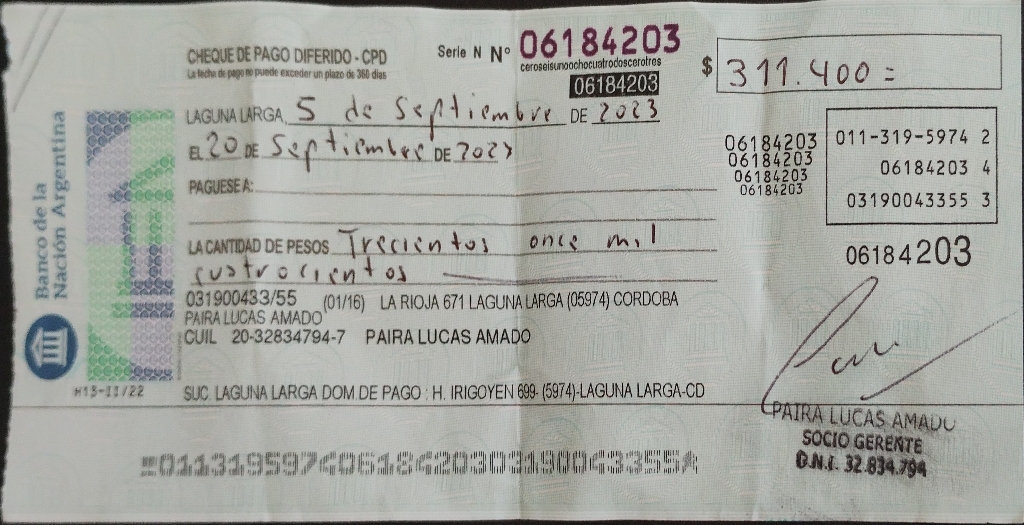 CHEQUE DE PAGO DIFERIDO - CPD
La fecha de pago no puede exceder un plazo de 360 días
Serie N Nº 06184203
ceroseisunoochocuatrodoscerotres
06184203
$ 311.400=
LAGUNA LARGA, 5 de Septiembre DE 2023
EL 20 DE Septiembre DE 2023
PAGUESE A:
LA CANTIDAD DE PESOS Trecientos once mil
cuatrocientos
031900433/55 (01/16) LA RIOJA 671 LAGUNA LARGA (05974) CORDOBA
PAIRA LUCAS AMADO
CUIL 20-32834794-7 PAIRA LUCAS AMADO
SUC. LAGUNA LARGA DOM. DE PAGO : H. IRIGOYEN 699- (5974)-LAGUNA LARGA-CD
06184203
06184203
06184203
06184203
011-319-5974 2
06184203 4
03190043355 3
06184203
Banco de la
Nación Argentina
M13-11/22
PAIRA LUCAS AMADO
SOCIO GERENTE
D.N.I. 32.834.794
01131959740618420303190043355